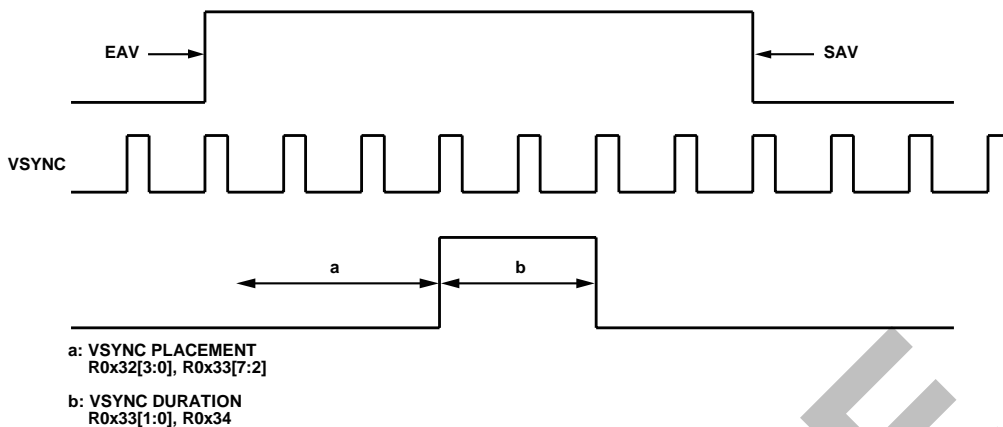 EAV
SAV
VSYNC
a
b
a: VSYNC PLACEMENT
R0x32[3:0], R0x33[7:2]
b: VSYNC DURATION
R0x33[1:0], R0x34